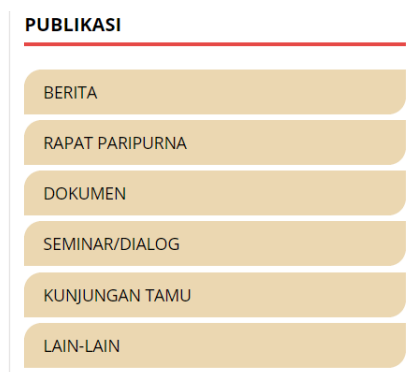 PUBLIKASI
BERITA
RAPAT PARIPURNA
DOKUMEN
SEMINAR/DIALOG
KUNJUNGAN TAMU
LAIN-LAIN